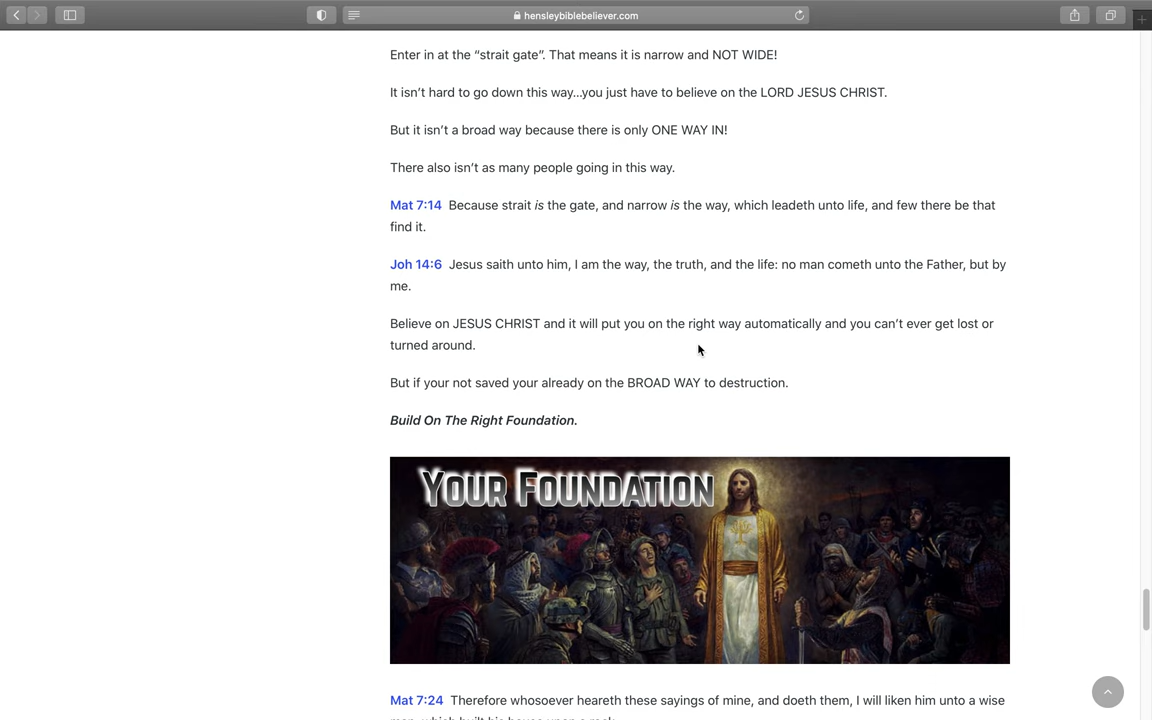 hensleybiblebeliever.com
Enter in at the “strait gate”. That means it is narrow and NOT WIDE!
It isn’t hard to go down this way...you just have to believe on the LORD JESUS CHRIST.
But it isn’t a broad way because there is only ONE WAY IN!
There also isn’t as many people going in this way.
Mat 7:14 Because strait is the gate, and narrow is the way, which leadeth unto life, and few there be that
find it.
Joh 14:6 Jesus saith unto him, I am the way, the truth, and the life: no man cometh unto the Father, but by
me.
Believe on JESUS CHRIST and it will put you on the right way automatically and you can’t ever get lost or
turned around.
But if your not saved your already on the BROAD WAY to destruction.
Build On The Right Foundation.
YOUR FOUNDATION
Mat 7:24 Therefore whosoever heareth these sayings of mine, and doeth them, I will liken him unto a wise
man, which built his house upon a rock